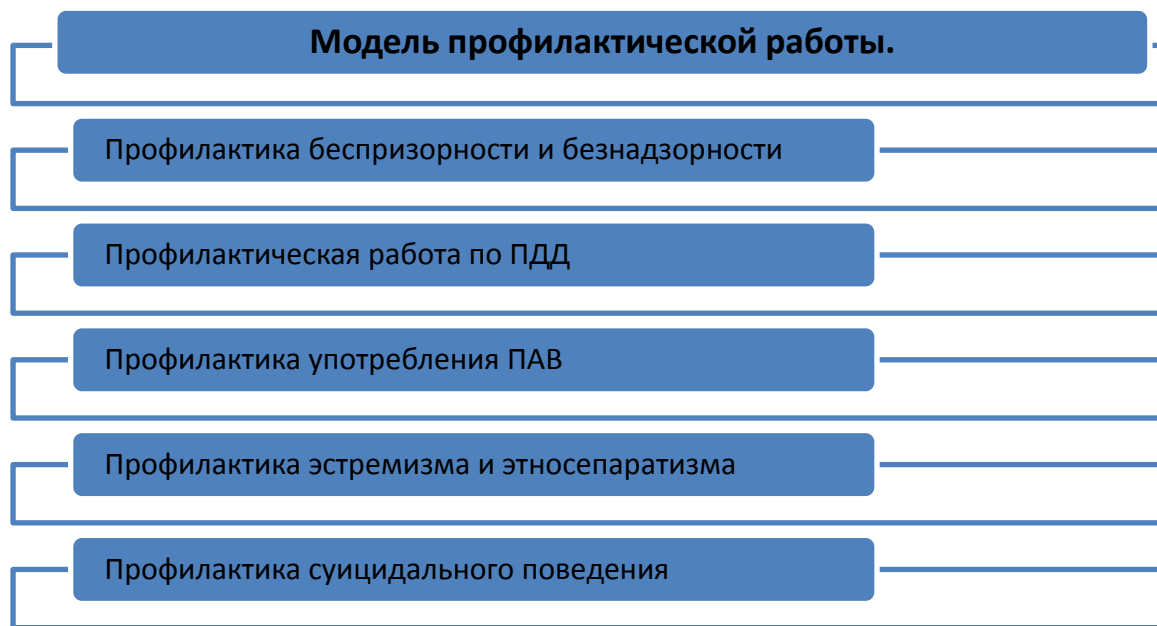 Модель профилактической работы.
Профилактика беспризорности и безнадзорности
Профилактическая работа по ПДД
Профилактика употребления ПАВ
Профилактика эстремизма и этносепаратизма
Профилактика суицидального поведения